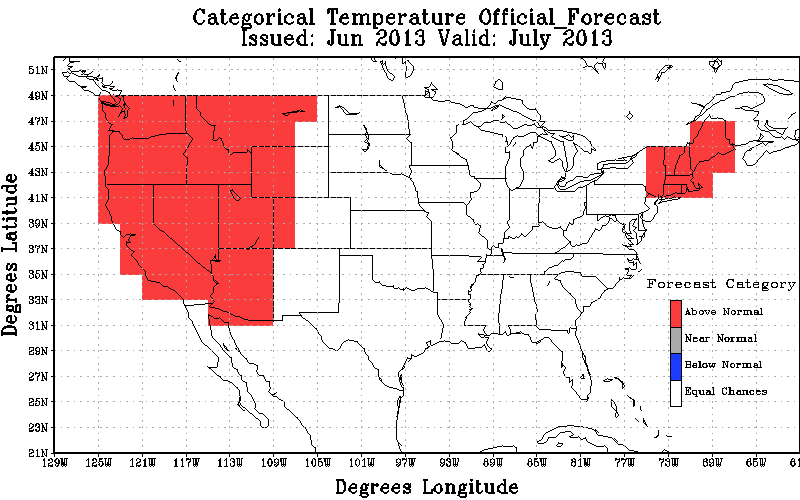 Categorical Temperature Official_Forecast
Issued: Jun 2013 Valid: July 2013
51N
49N
47N
45N
43N
41N
39N
37N
35N
33N
31N
29N
27N
25N
23N
21N
Degrees Latitude
Forecast Category
Above Normal
Near Normal
Below Normal
Equal Chances
129W 125W 121W 117W 113W 109W 105W 101W 97W 93W 89W 85W 81W 77W 73W 69W 65W 61
Degrees Longitude